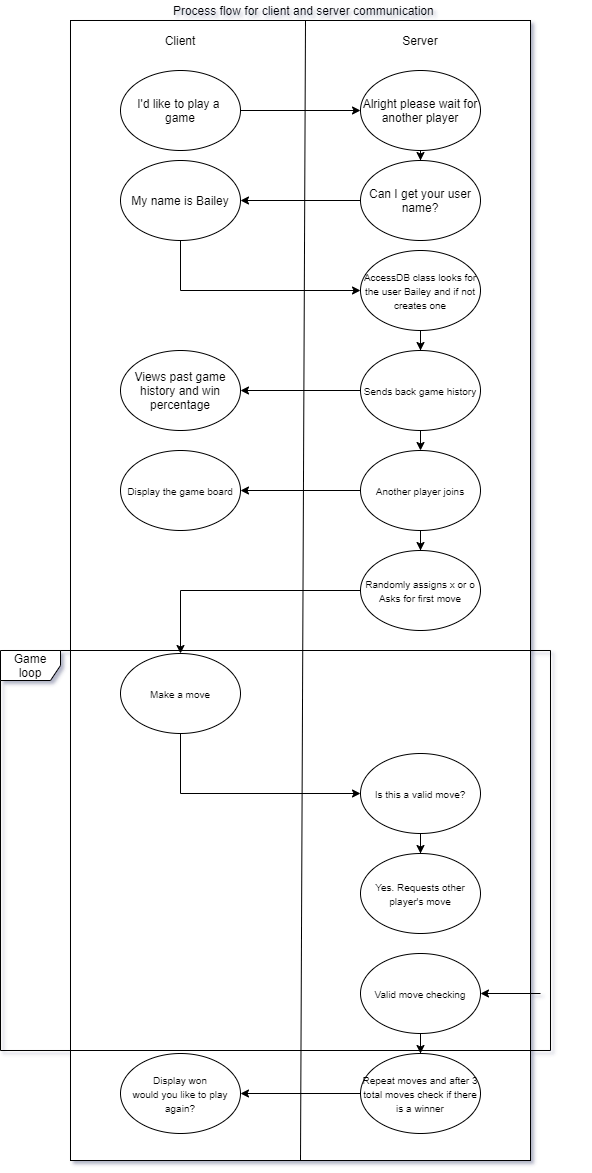 Process flow for client and server communication
Client
Server
I'd like to play a
game
Alright please wait for
another player
My name is Bailey
Can I get your user
name?
AccessDB class looks for
the user Bailey and if not
creates one
Views past game
history and win
percentage
Sends back game history
Display the game board
Another player joins
Randomly assigns x or o
Asks for first move
Game
loop
Make a move
Is this a valid move?
Yes. Requests other
player's move
Valid move checking
Display won
would you like to play
again?
Repeat moves and after 3
total moves check if there
is a winner